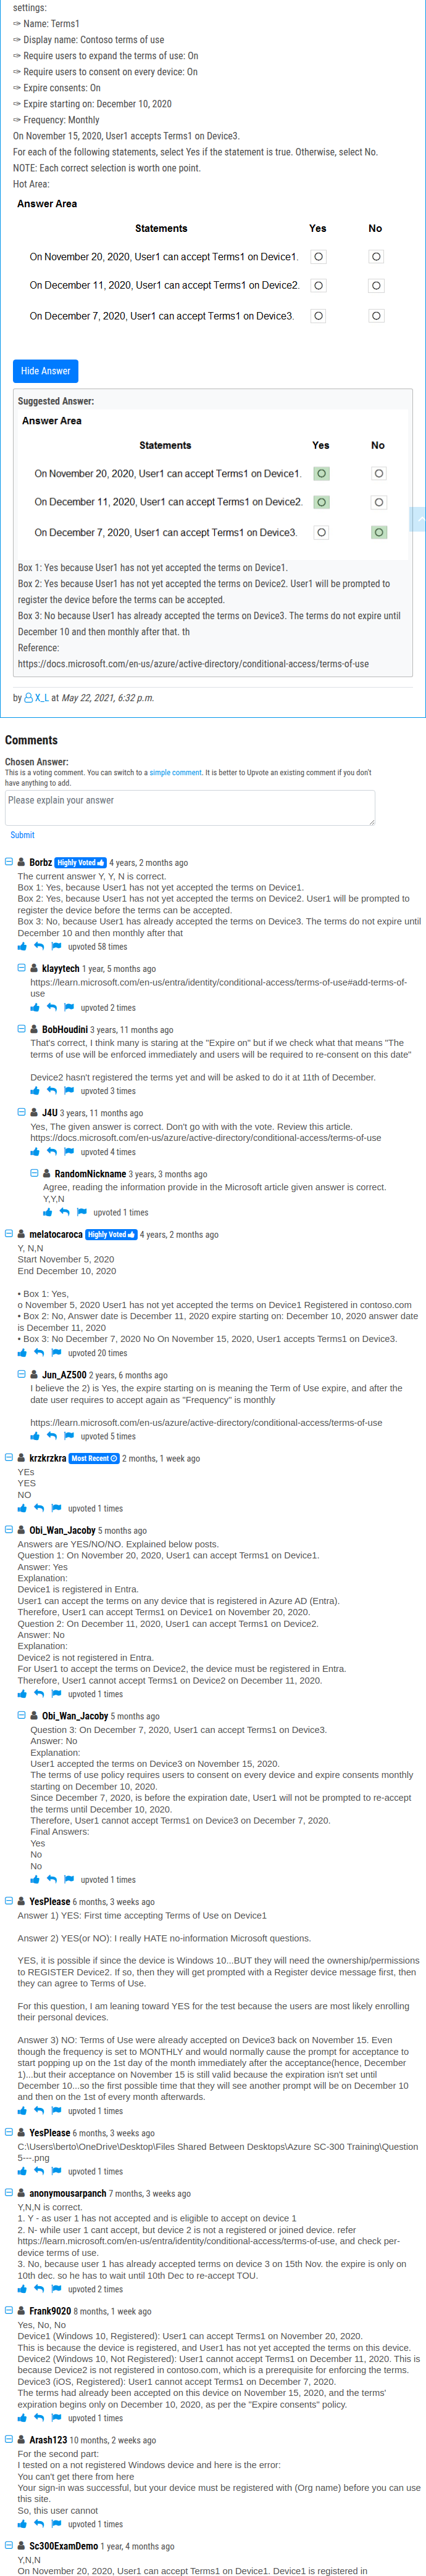 settings:
✑ Name: Terms1
✑ Display name: Contoso terms of use
✑ Require users to expand the terms of use: On
✑ Require users to consent on every device: On
✑ Expire consents: On
✑ Expire starting on: December 10, 2020
✑ Frequency: Monthly
On November 15, 2020, User1 accepts Terms1 on Device3.
For each of the following statements, select Yes if the statement is true. Otherwise, select No.
NOTE: Each correct selection is worth one point.
Hot Area:
Answer Area
Statements Yes No
On November 20, 2020, User1 can accept Terms1 on Device1.
On December 11, 2020, User1 can accept Terms1 on Device2.
On December 7, 2020, User1 can accept Terms1 on Device3.
Hide Answer
Suggested Answer:
Answer Area
Statements Yes No
On November 20, 2020, User1 can accept Terms1 on Device1.
On December 11, 2020, User1 can accept Terms1 on Device2.
On December 7, 2020, User1 can accept Terms1 on Device3.
Box 1: Yes because User1 has not yet accepted the terms on Device1.
Box 2: Yes because User1 has not yet accepted the terms on Device2. User1 will be prompted to
register the device before the terms can be accepted.
Box 3: No because User1 has already accepted the terms on Device3. The terms do not expire until
December 10 and then monthly after that. th
Reference:
https://docs.microsoft.com/en-us/azure/active-directory/conditional-access/terms-of-use
by X_L at May 22, 2021, 6:32 p.m.
Comments
Chosen Answer:
This is a voting comment. You can switch to a simple comment. It is better to Upvote an existing comment if you don't
have anything to add.
Please explain your answer
Submit
Borbz Highly Voted 4 years, 2 months ago
The current answer Y, Y, N is correct.
Box 1: Yes, because User1 has not yet accepted the terms on Device1.
Box 2: Yes, because User1 has not yet accepted the terms on Device2. User1 will be prompted to
register the device before the terms can be accepted.
Box 3: No, because User1 has already accepted the terms on Device3. The terms do not expire until
December 10 and then monthly after that
upvoted 58 times
klayytech 1 year, 5 months ago
https://learn.microsoft.com/en-us/entra/identity/conditional-access/terms-of-use#add-terms-of-
use
upvoted 2 times
BobHoudini 3 years, 11 months ago
That's correct, I think many is staring at the "Expire on" but if we check what that means "The
terms of use will be enforced immediately and users will be required to re-consent on this date"
Device2 hasn't registered the terms yet and will be asked to do it at 11th of December.
upvoted 3 times
J4U 3 years, 11 months ago
Yes, The given answer is correct. Don't go with with the vote. Review this article.
https://docs.microsoft.com/en-us/azure/active-directory/conditional-access/terms-of-use
upvoted 4 times
RandomNickname 3 years, 3 months ago
Agree, reading the information provide in the Microsoft article given answer is correct.
Y,Y,N
upvoted 1 times
melatocaroca Highly Voted 4 years, 2 months ago
Y, N,N
Start November 5, 2020
End December 10, 2020
• Box 1: Yes,
o November 5, 2020 User1 has not yet accepted the terms on Device1 Registered in contoso.com
• Box 2: No, Answer date is December 11, 2020 expire starting on: December 10, 2020 answer date
is December 11, 2020
• Box 3: No December 7, 2020 No On November 15, 2020, User1 accepts Terms1 on Device3.
upvoted 20 times
Jun_AZ500 2 years, 6 months ago
I believe the 2) is Yes, the expire starting on is meaning the Term of Use expire, and after the
date user requires to accept again as "Frequency" is monthly
https://learn.microsoft.com/en-us/azure/active-directory/conditional-access/terms-of-use
upvoted 5 times
krzkrzkra Most Recent 2 months, 1 week ago
YEs
YES
NO
upvoted 1 times
Obi_Wan_Jacoby 5 months ago
Answers are YES/NO/NO. Explained below posts.
Question 1: On November 20, 2020, User1 can accept Terms1 on Device1.
Answer: Yes
Explanation:
Device1 is registered in Entra.
User1 can accept the terms on any device that is registered in Azure AD (Entra).
Therefore, User1 can accept Terms1 on Device1 on November 20, 2020.
Question 2: On December 11, 2020, User1 can accept Terms1 on Device2.
Answer: No
Explanation:
Device2 is not registered in Entra.
For User1 to accept the terms on Device2, the device must be registered in Entra.
Therefore, User1 cannot accept Terms1 on Device2 on December 11, 2020.
upvoted 1 times
Obi_Wan_Jacoby 5 months ago
Question 3: On December 7, 2020, User1 can accept Terms1 on Device3.
Answer: No
Explanation:
User1 accepted the terms on Device3 on November 15, 2020.
The terms of use policy requires users to consent on every device and expire consents monthly
starting on December 10, 2020.
Since December 7, 2020, is before the expiration date, User1 will not be prompted to re-accept
the terms until December 10, 2020.
Therefore, User1 cannot accept Terms1 on Device3 on December 7, 2020.
Final Answers:
Yes
No
No
upvoted 1 times
YesPlease 6 months, 3 weeks ago
Answer 1) YES: First time accepting Terms of Use on Device1
Answer 2) YES(or NO): I really HATE no-information Microsoft questions.
YES, it is possible if since the device is Windows 10...BUT they will need the ownership/permissions
to REGISTER Device2. If so, then they will get prompted with a Register device message first, then
they can agree to Terms of Use.
For this question, I am leaning toward YES for the test because the users are most likely enrolling
their personal devices.
Answer 3) NO: Terms of Use were already accepted on Device3 back on November 15. Even
though the frequency is set to MONTHLY and would normally cause the prompt for acceptance to
start popping up on the 1st day of the month immediately after the acceptance(hence, December
1)...but their acceptance on November 15 is still valid because the expiration isn't set until
December 10...so the first possible time that they will see another prompt will be on December 10
and then on the 1st of every month afterwards.
upvoted 1 times
YesPlease 6 months, 3 weeks ago
C:\Users\berto\OneDrive\Desktop\Files Shared Between Desktops\Azure SC-300 Training\Question
5---.png
upvoted 1 times
anonymousarpanch 7 months, 3 weeks ago
Y,N,N is correct.
1. Y - as user 1 has not accepted and is eligible to accept on device 1
2. N- while user 1 cant accept, but device 2 is not a registered or joined device. refer
https://learn.microsoft.com/en-us/entra/identity/conditional-access/terms-of-use, and check per-
device terms of use.
3. No, because user 1 has already accepted terms on device 3 on 15th Nov. the expire is only on
10th dec. so he has to wait until 10th Dec to re-accept TOU.
upvoted 2 times
Frank9020 8 months, 1 week ago
Yes, No, No
Device1 (Windows 10, Registered): User1 can accept Terms1 on November 20, 2020.
This is because the device is registered, and User1 has not yet accepted the terms on this device.
Device2 (Windows 10, Not Registered): User1 cannot accept Terms1 on December 11, 2020. This is
because Device2 is not registered in contoso.com, which is a prerequisite for enforcing the terms.
Device3 (iOS, Registered): User1 cannot accept Terms1 on December 7, 2020.
The terms had already been accepted on this device on November 15, 2020, and the terms'
expiration begins only on December 10, 2020, as per the "Expire consents" policy.
upvoted 1 times
Arash123 10 months, 2 weeks ago
For the second part:
I tested on a not registered Windows device and here is the error:
You can't get there from here
Your sign-in was successful, but your device must be registered with (Org name) before you can use
this site.
So, this user cannot
upvoted 1 times
Sc300ExamDemo 1 year, 4 months ago
Y,N,N
On November 20, 2020, User1 can accept Terms1 on Device1. Device1 is registered in